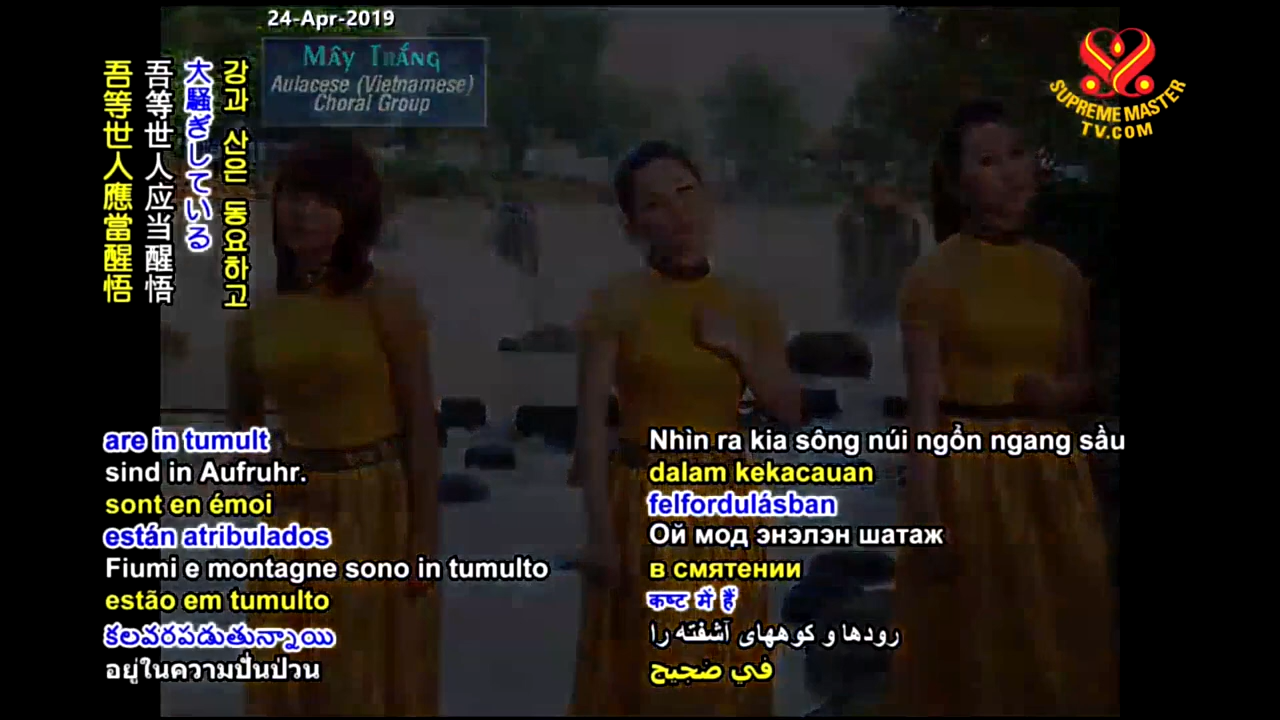 24-Apr-2019
Mây Trắng
Aulacese (Vietnamese)
Choral Group
SUPREME MASTER
TV.COM
강과 산은 동요하고
大騒ぎしている
吾等世人应当醒悟
吾等世人應當醒悟
are in tumult
sind in Aufruhr.
sont en émoi
están atribulados
Fiumi e montagne sono in tumulto
estão em tumulto
కలవరపడుతున్నాయి
อยู่ในความปั่นป่วน
Nhìn ra kia sông núi ngổn ngang sầu
dalam kekacauan
felfordulásban
Ой мод энэлэн шатаж
в смятении
कष्ट में हैं
رودها و کوههای آشفته را
في ضجيج